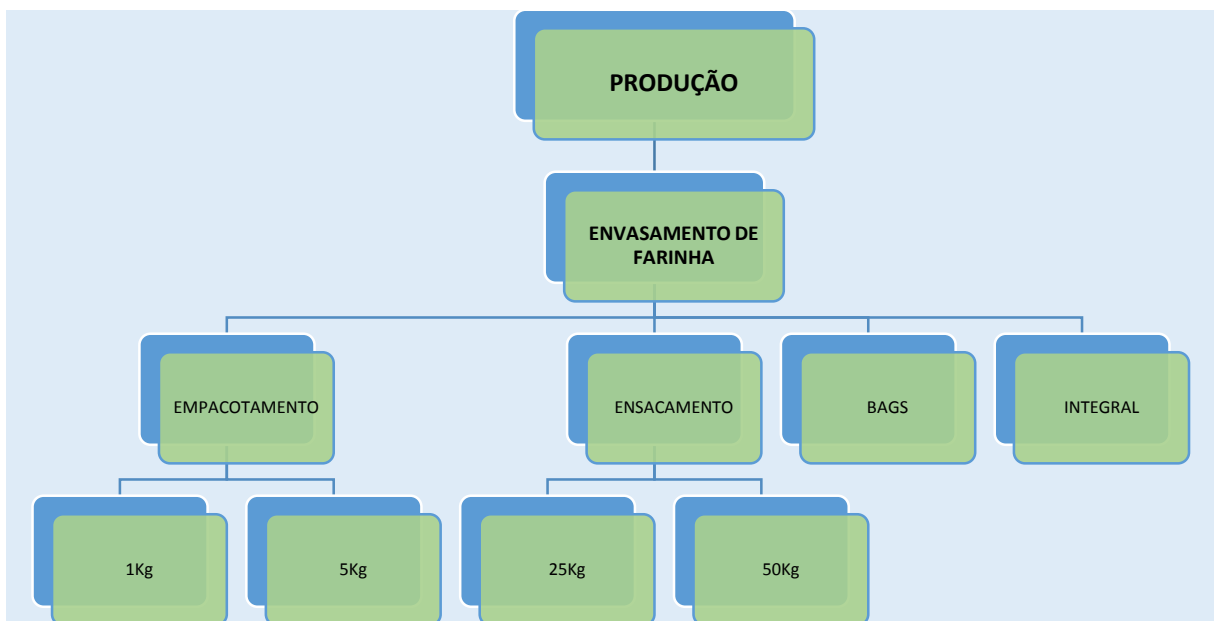 PRODUÇÃO
ENVASAMENTO DE
FARINHA
EMPACOTAMENTO
ENSACAMENTO
BAGS
INTEGRAL
1Kg
5Kg
25Kg
50Kg